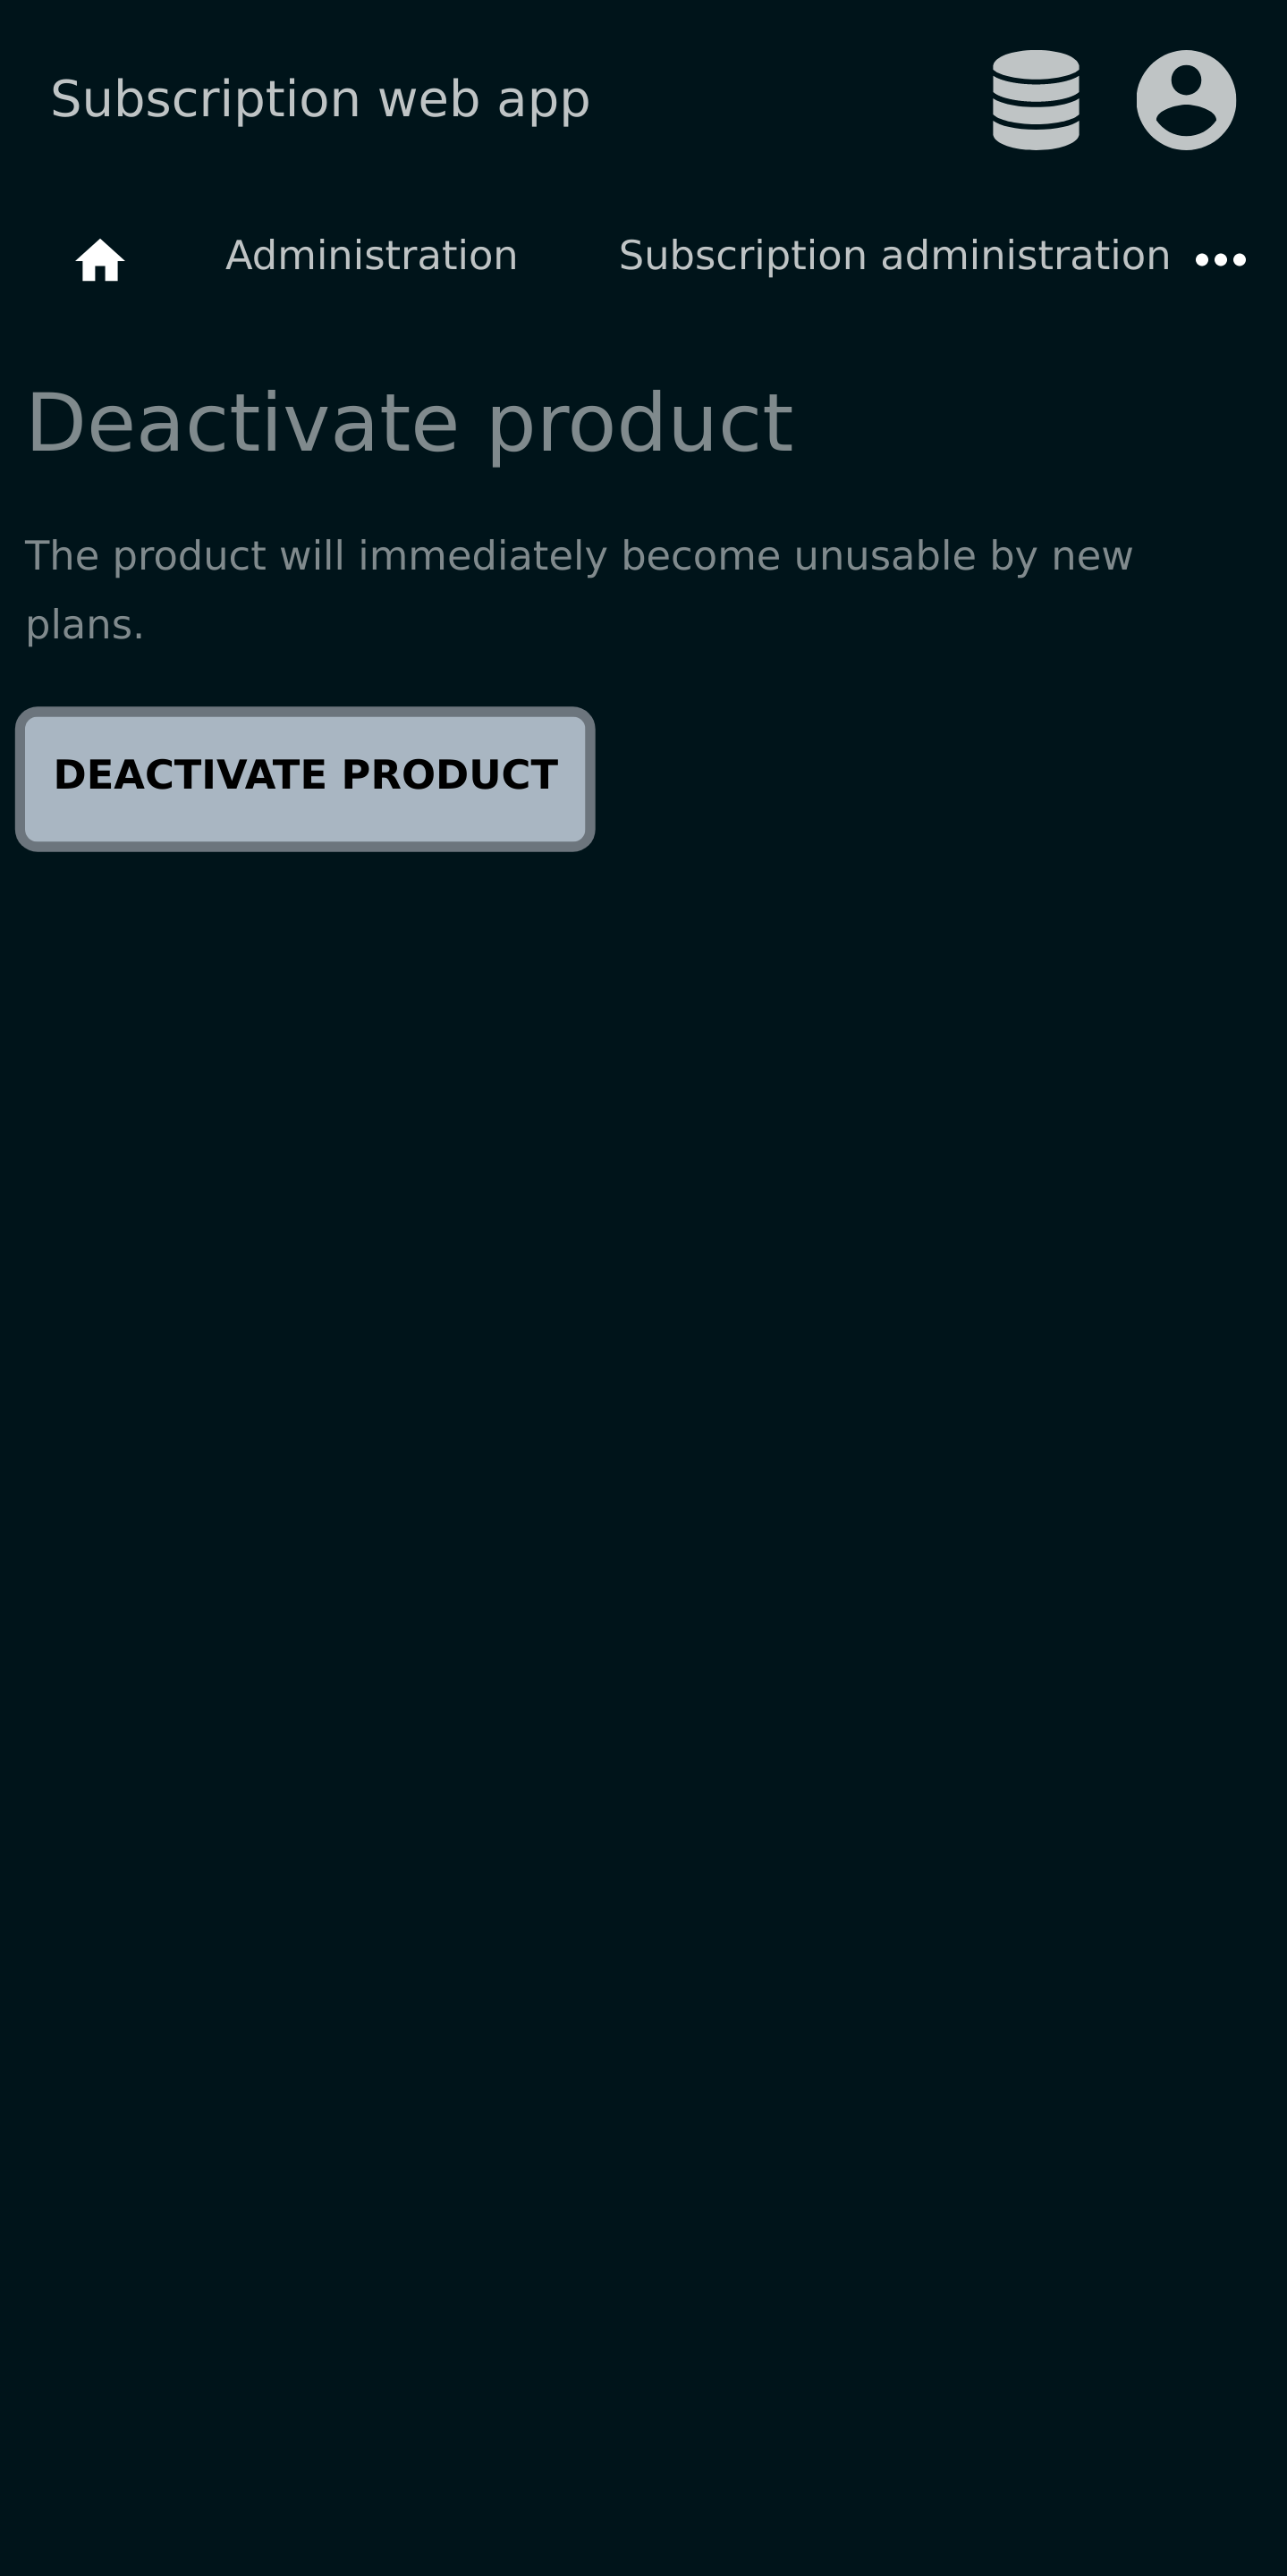 Subscription web app
Administration Subscription administration
Deactivate product
The product will immediately become unusable by new
plans.
DEACTIVATE PRODUCT